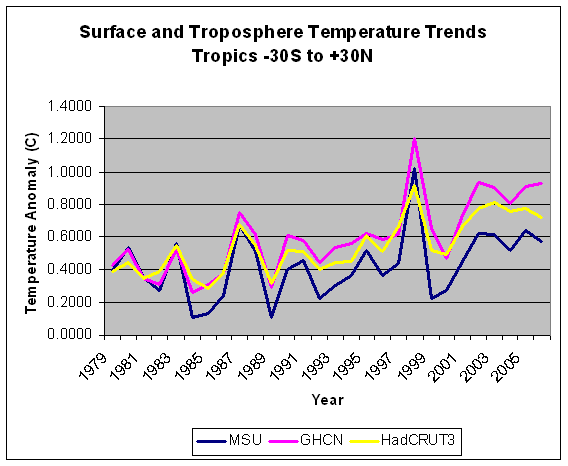 Surface and Troposphere Temperature Trends
Tropics -30S to +30N
Temperature Anomaly (C)
1.4000
1.2000
1.0000
0.8000
0.6000
0.4000
0.2000
0.0000
1979 1981 1983 1985 1987 1989 1991 1993 1995 1997 1999 2001 2003 2005
Year
MSU GHCN HadCRUT3